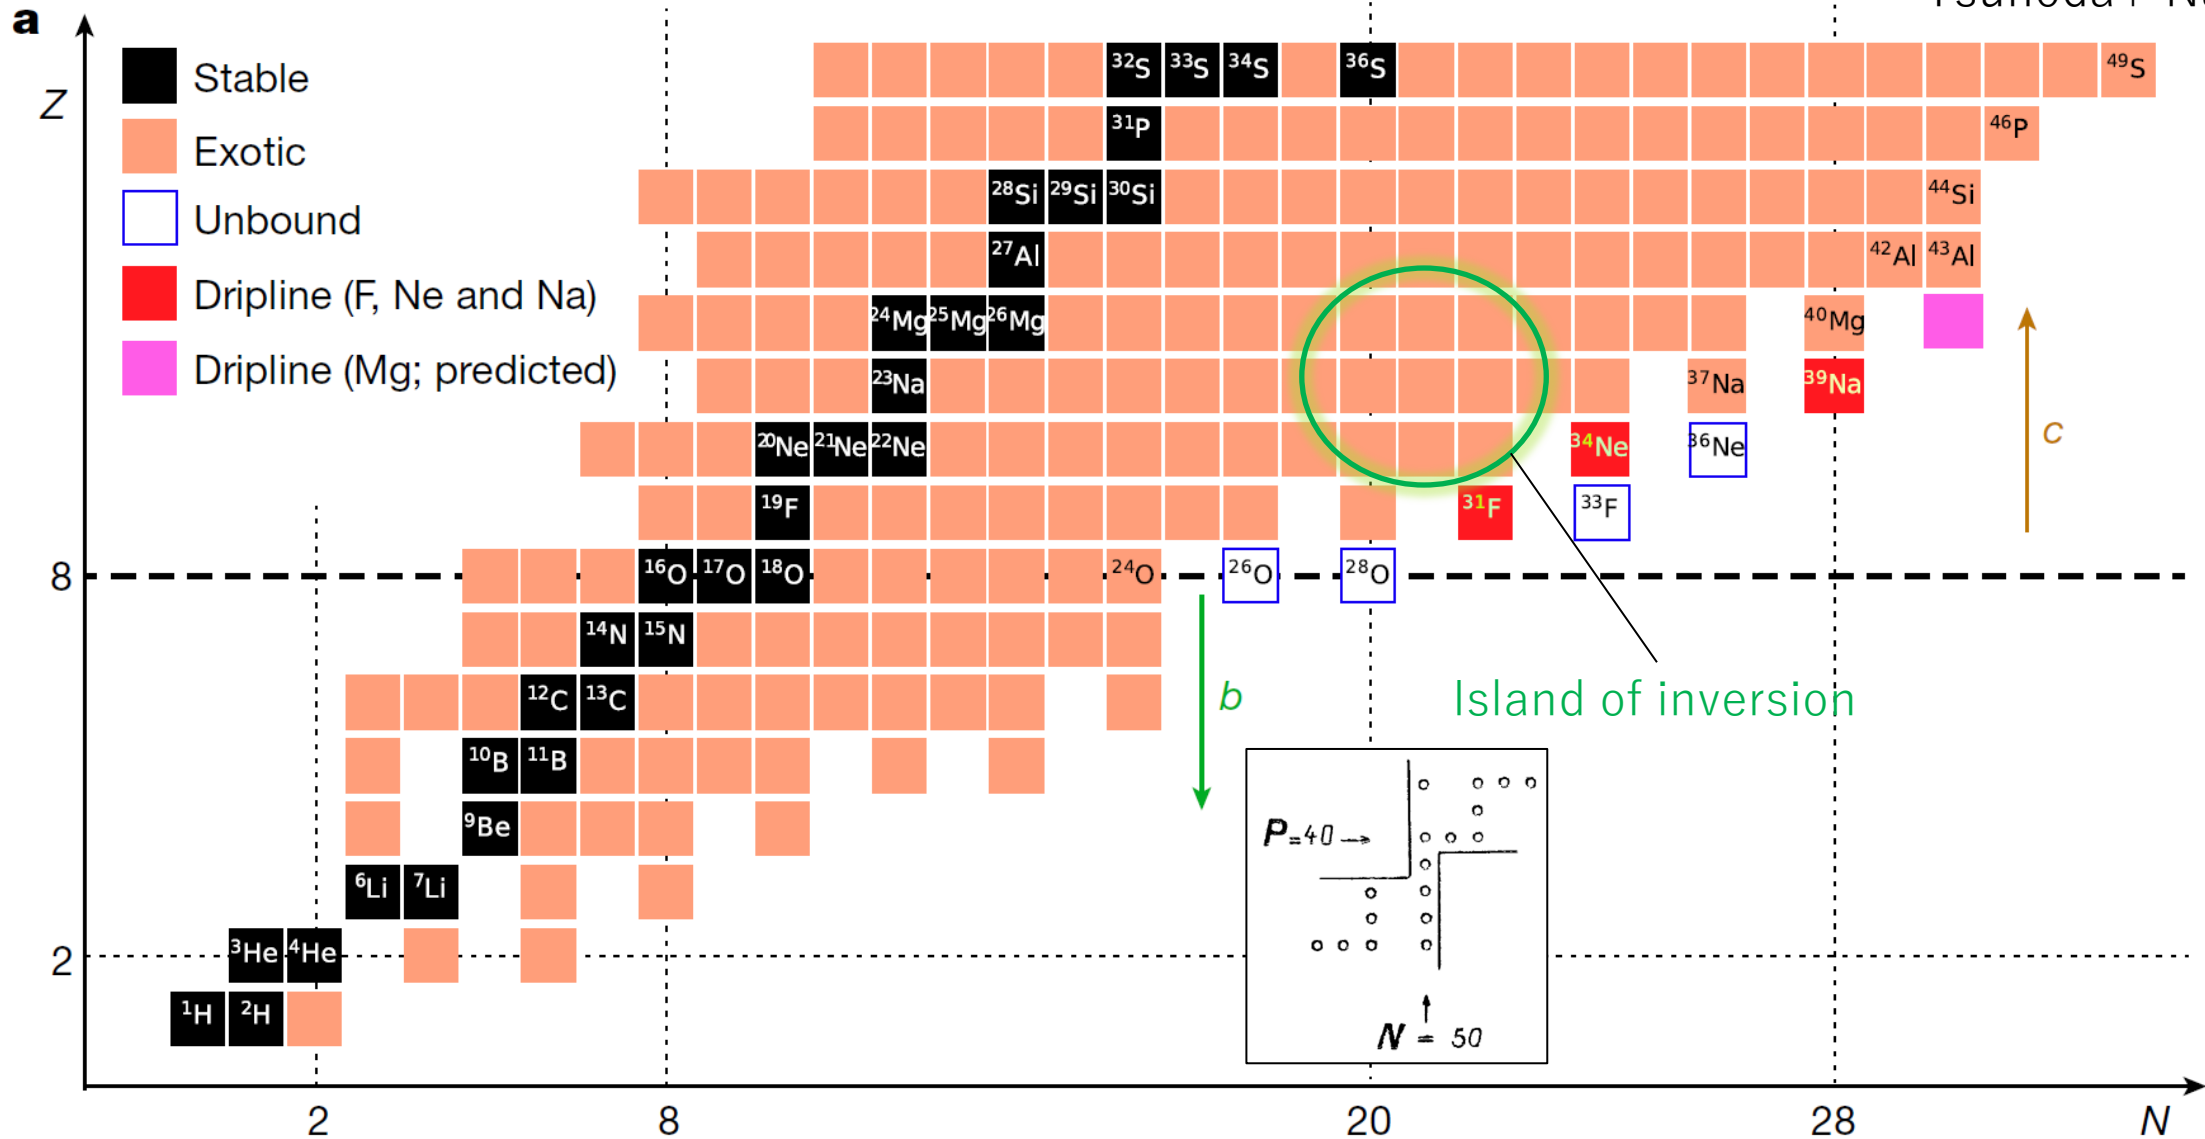 a
Z
Stable
Exotic
Unbound
Dripline (F, Ne and Na)
Dripline (Mg; predicted)
³²S ³³S ³⁴S ³⁶S ⁴⁹S
³¹P ⁴⁶P
²⁸Si ²⁹Si ³⁰Si ⁴⁴Si
²⁷Al ⁴²Al ⁴³Al
²⁴Mg ²⁵Mg ²⁶Mg ⁴⁰Mg
²³Na ³⁷Na ³⁹Na
²⁰Ne ²¹Ne ²²Ne ³⁴Ne ³⁶Ne
c
¹⁹F ³¹F ³³F
8 ¹⁶O ¹⁷O ¹⁸O ²⁴O ²⁶O ²⁸O
¹⁴N ¹⁵N
¹²C ¹³C
b
Island of inversion
¹⁰B ¹¹B
⁹Be
P=40
⁶Li ⁷Li
2 ³He ⁴He
¹H ²H
N = 50
2 8 20 28 N